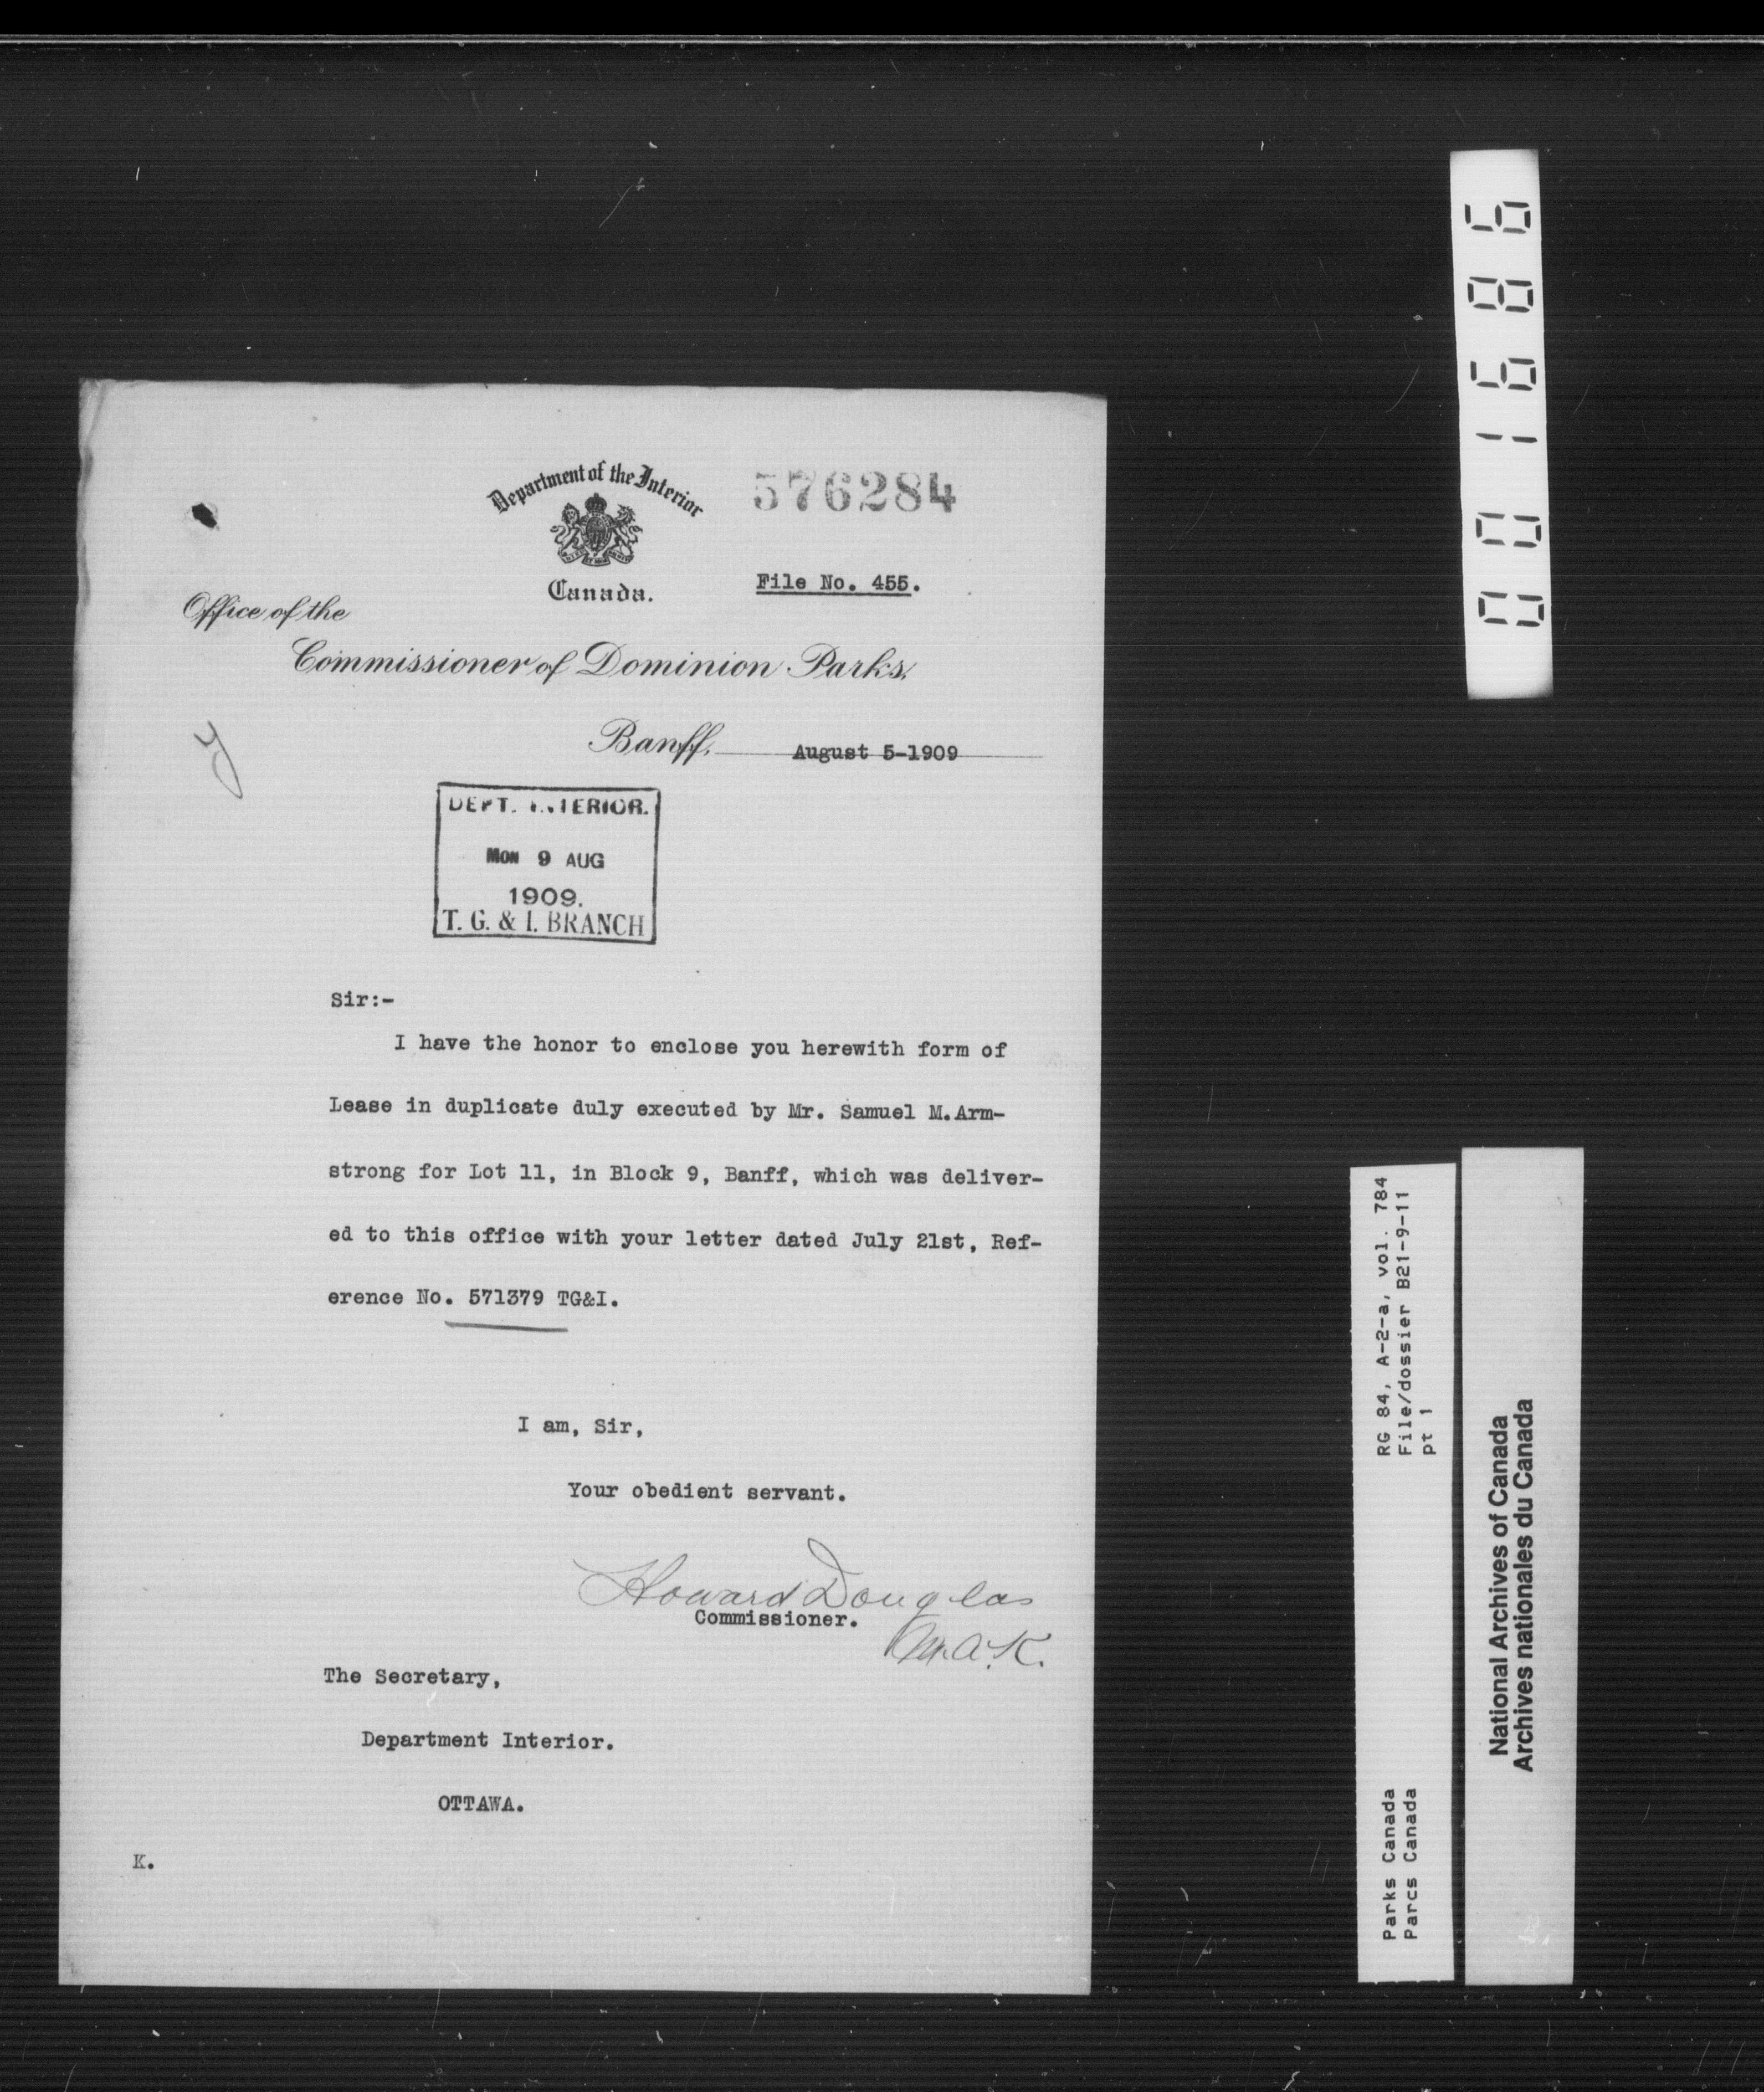 Department of the Interior
576284
Canada.
File No. 455.
Office of the
Commissioner of Dominion Parks,
Banff, August 5-1909
DEPT. INTERIOR.
MON 9 AUG
1909.
T. G. & I. BRANCH
Sir:-
I have the honor to enclose you herewith form of
Lease in duplicate duly executed by Mr. Samuel M.Arm-
strong for Lot 11, in Block 9, Banff, which was deliver-
ed to this office with your letter dated July 21st, Ref-
erence No. 571379 TG&I.
I am, Sir,
Your obedient servant.
Howard Douglas
Commissioner.
M.A.K.
The Secretary,
Department Interior.
OTTAWA.
K.
001686
RG 84, A-2-a, vol. 784
File/dossier B21-9-11
pt 1
Parks Canada
Parcs Canada
National Archives of Canada
Archives nationales du Canada